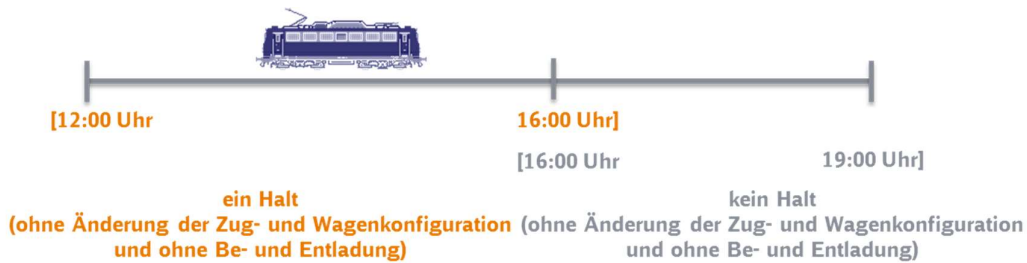 [12:00 Uhr
16:00 Uhr]
[16:00 Uhr
19:00 Uhr]
ein Halt
(ohne Änderung der Zug- und Wagenkonfiguration
und ohne Be- und Entladung)
kein Halt
(ohne Änderung der Zug- und Wagenkonfiguration
und ohne Be- und Entladung)